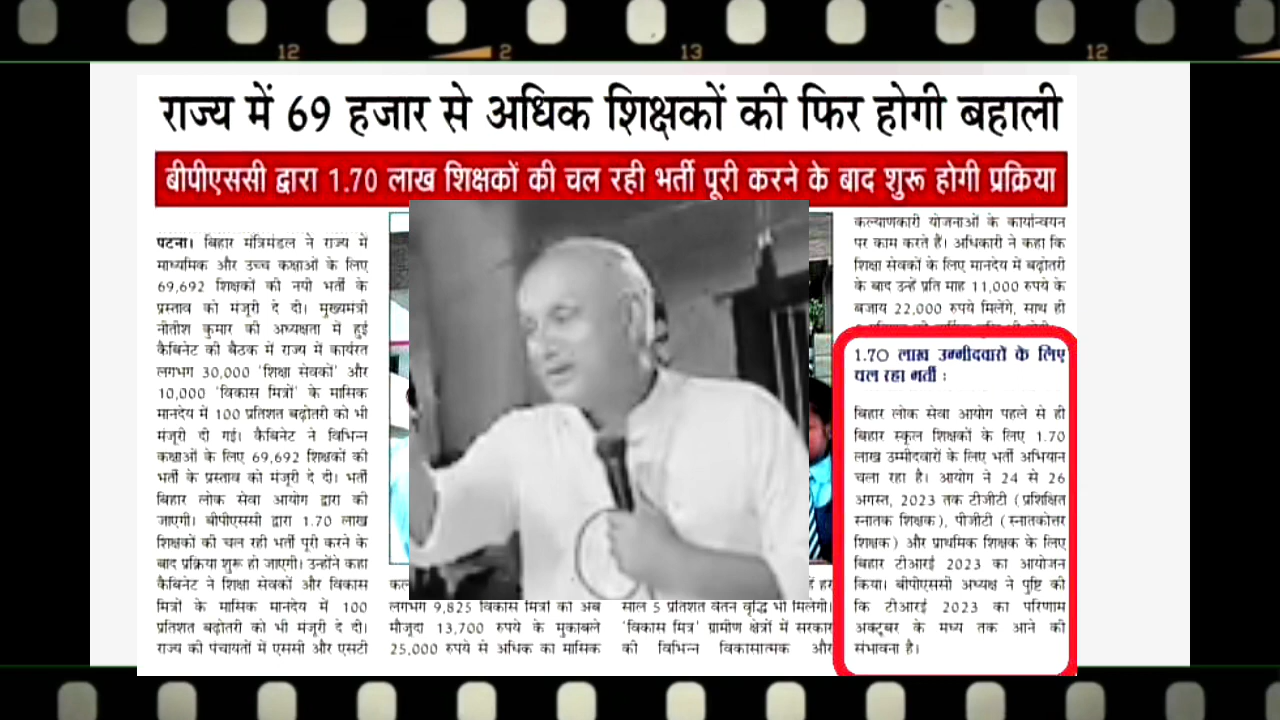 12
2
13
12
राज्य में 69 हजार से अधिक शिक्षकों की फिर होगी बहाली
बीपीएससी द्वारा 1.70 लाख शिक्षकों की चल रही भर्ती पूरी करने के बाद शुरू होगी प्रक्रिया
पटना। बिहार मंत्रिमंडल ने राज्य में
माध्यमिक और उच्च कक्षाओं के लिए
69,692 शिक्षकों की नयी भर्ती के
प्रस्ताव को मंजूरी दे दी। मुख्यमंत्री
नीतीश कुमार की अध्यक्षता में हुई
कैबिनेट की बैठक में राज्य में कार्यरत
लगभग 30,000 'शिक्षा सेवकों' और
10,000 'विकास मित्रों' के मासिक
मानदेय में 100 प्रतिशत बढ़ोतरी को भी
मंजूरी दी गई। कैबिनेट ने विभिन्न
कक्षाओं के लिए 69,692 शिक्षकों की
भर्ती के प्रस्ताव को मंजूरी दे दी। भर्ती
बिहार लोक सेवा आयोग द्वारा की
जाएगी। बीपीएससी द्वारा 1.70 लाख
शिक्षकों की चल रही भर्ती पूरी करने के
बाद प्रक्रिया शुरू हो जाएगी। उन्होंने कहा
कैबिनेट ने शिक्षा सेवकों और विकास
मित्रों के मासिक मानदेय में 100
प्रतिशत बढ़ोतरी को भी मंजूरी दे दी।
राज्य की पंचायतों में एससी और एसटी
लगभग 9,825 विकास मित्रों को अब
मौजूदा 13,700 रुपये के मुकाबले
25,000 रुपये से अधिक का मासिक
हर
साल 5 प्रतिशत वेतन वृद्धि भी मिलेगी।
'विकास मित्र' ग्रामीण क्षेत्रों में सरकार
की विभिन्न विकासात्मक और
कल्याणकारी योजनाओं के कार्यान्वयन
पर काम करते हैं। अधिकारी ने कहा कि
शिक्षा सेवकों के लिए मानदेय में बढ़ोतरी
के बाद उन्हें प्रति माह 11,000 रुपये के
बजाय 22,000 रुपये मिलेंगे, साथ ही
1.70 लाख उम्मीदवारों के लिए
चल रहा भर्ती :
बिहार लोक सेवा आयोग पहले से ही
बिहार स्कूल शिक्षकों के लिए 1.70
लाख उम्मीदवारों के लिए भर्ती अभियान
चला रहा है। आयोग ने 24 से 26
अगस्त, 2023 तक टीजीटी (प्रशिक्षित
स्नातक शिक्षक), पीजीटी (स्नातकोत्तर
शिक्षक) और प्राथमिक शिक्षक के लिए
बिहार टीआरई 2023 का आयोजन
किया। बीपीएससी अध्यक्ष ने पुष्टि की
कि टीआरई 2023 का परिणाम
अक्टूबर के मध्य तक आने की
संभावना है।